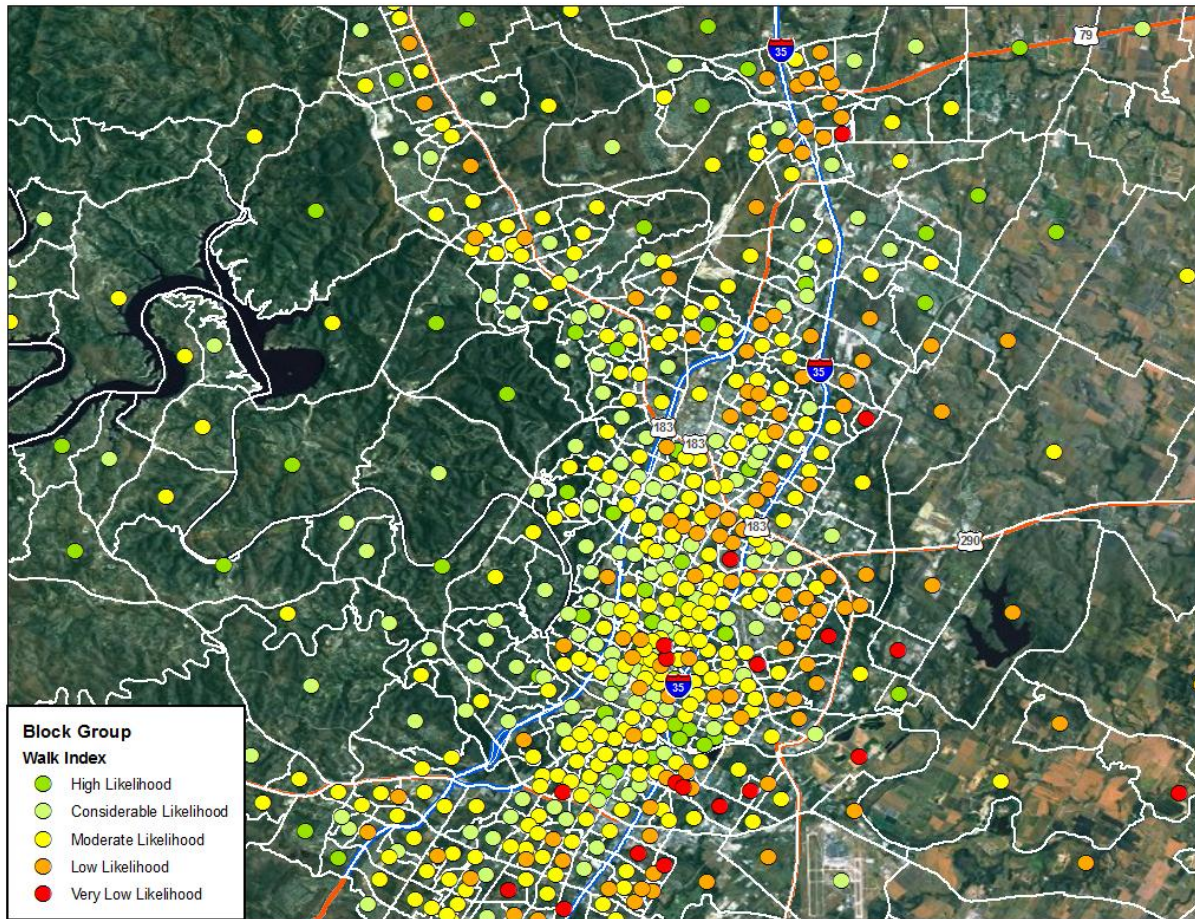 35
79
35
183
183
183
290
35
Block Group
Walk Index
High Likelihood
Considerable Likelihood
Moderate Likelihood
Low Likelihood
Very Low Likelihood